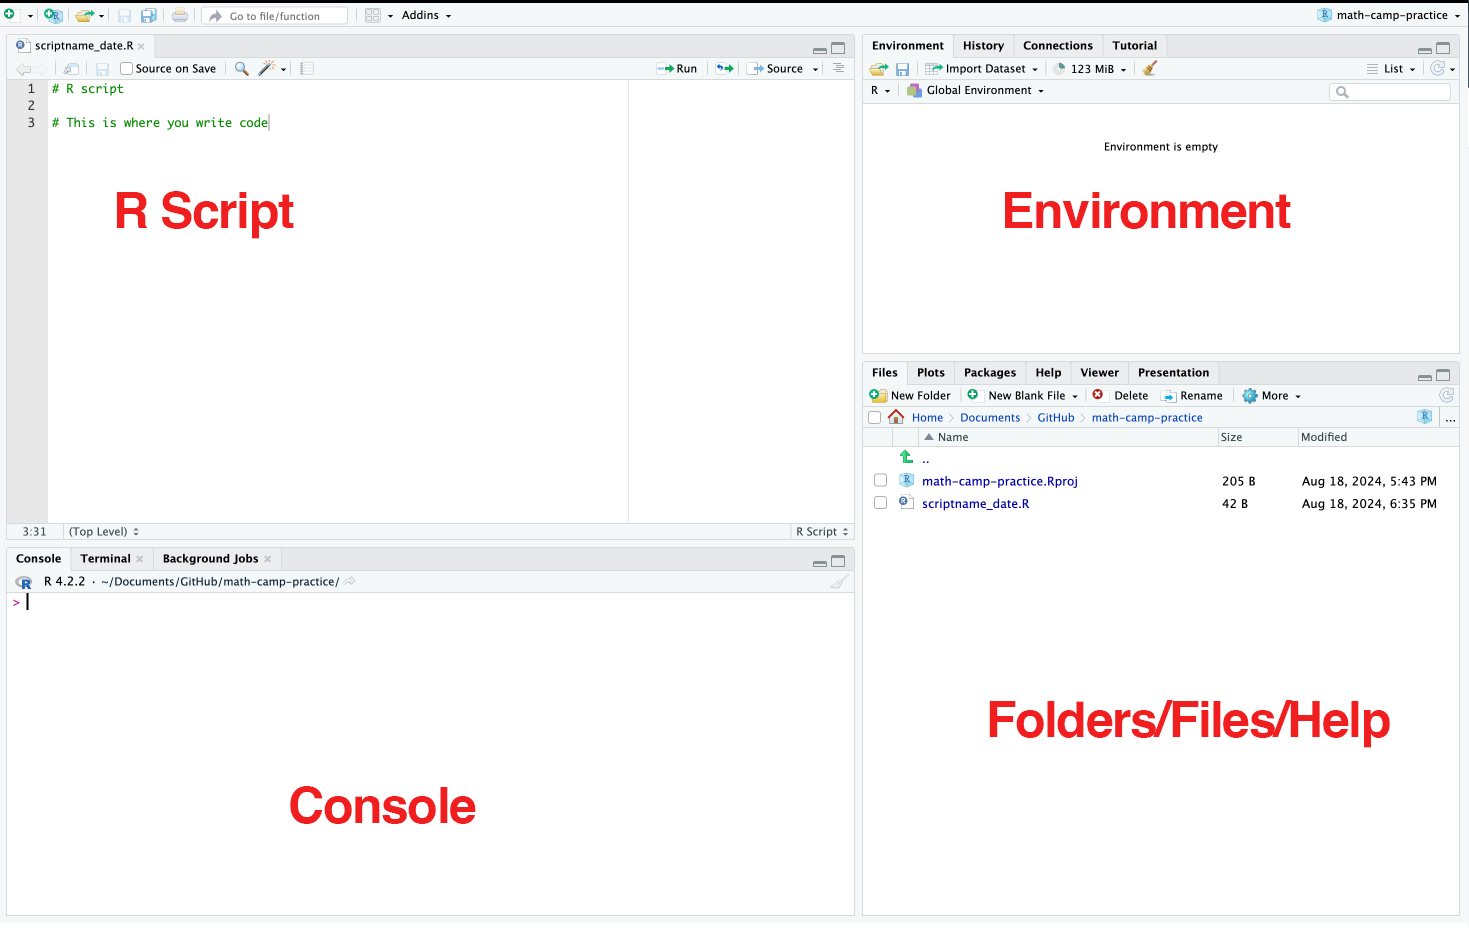 Go to file/function Addins math-camp-practice
scriptname_date.R
Source on Save Run Source
1 # R script
2
3 # This is where you write code
R Script
3:31 (Top Level) R Script
Console Terminal Background Jobs
R R 4.2.2 · ~/Documents/GitHub/math-camp-practice/
>
Console
Environment History Connections Tutorial
Import Dataset 123 MiB List
R Global Environment
Environment is empty
Environment
Files Plots Packages Help Viewer Presentation
New Folder New Blank File Delete Rename More
Home Documents GitHub math-camp-practice R ...
Name Size Modified
..
R math-camp-practice.Rproj 205 B Aug 18, 2024, 5:43 PM
R scriptname_date.R 42 B Aug 18, 2024, 6:35 PM
Folders/Files/Help